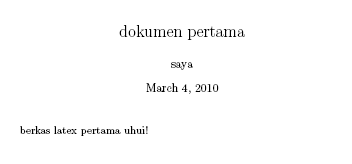 dokumen pertama
saya
March 4, 2010
berkas latex pertama uhui!